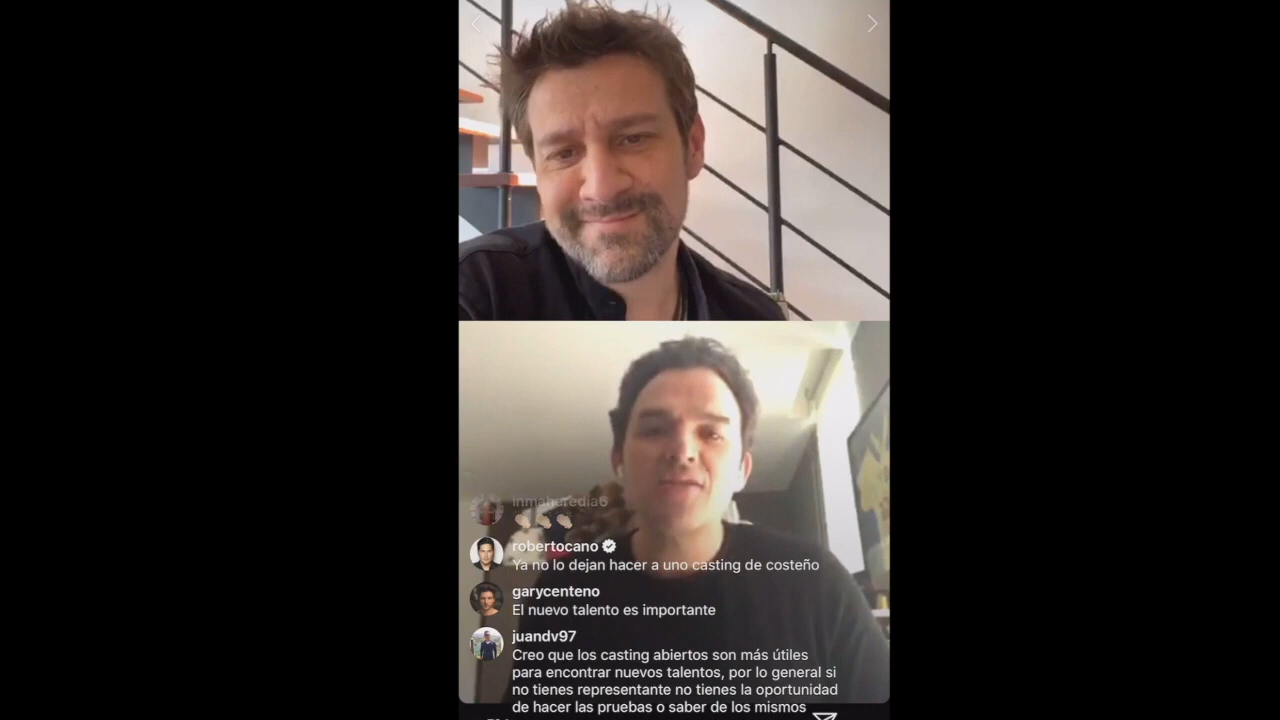 inmaheredia6
robertocano
Ya no lo dejan hacer a uno casting de costeño
garycenteno
El nuevo talento es importante
juandv97
Creo que los casting abiertos son más útiles
para encontrar nuevos talentos, por lo general si
no tienes representante no tienes la oportunidad
de hacer las pruebas o saber de los mismos